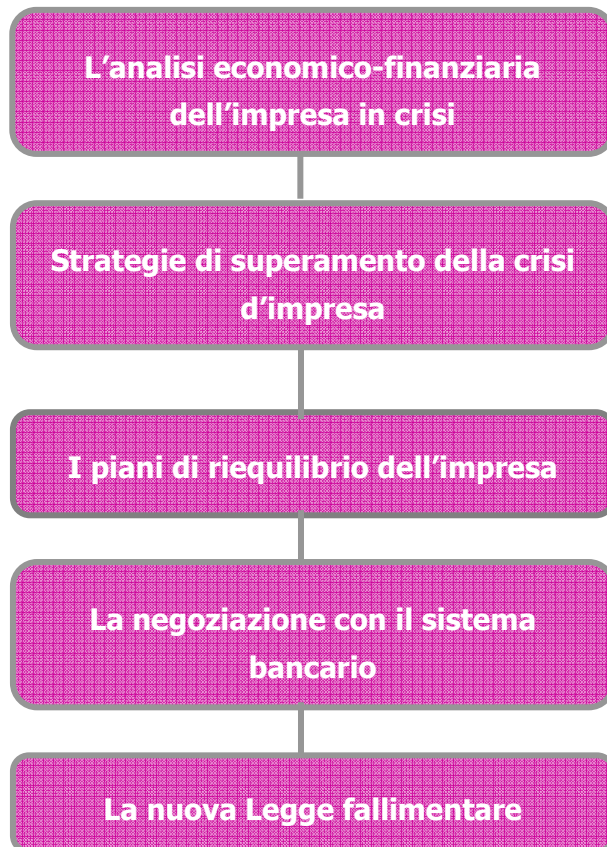 L'analisi economico-finanziaria
dell'impresa in crisi
Strategie di superamento della crisi
d'impresa
I piani di riequilibrio dell'impresa
La negoziazione con il sistema
bancario
La nuova Legge fallimentare